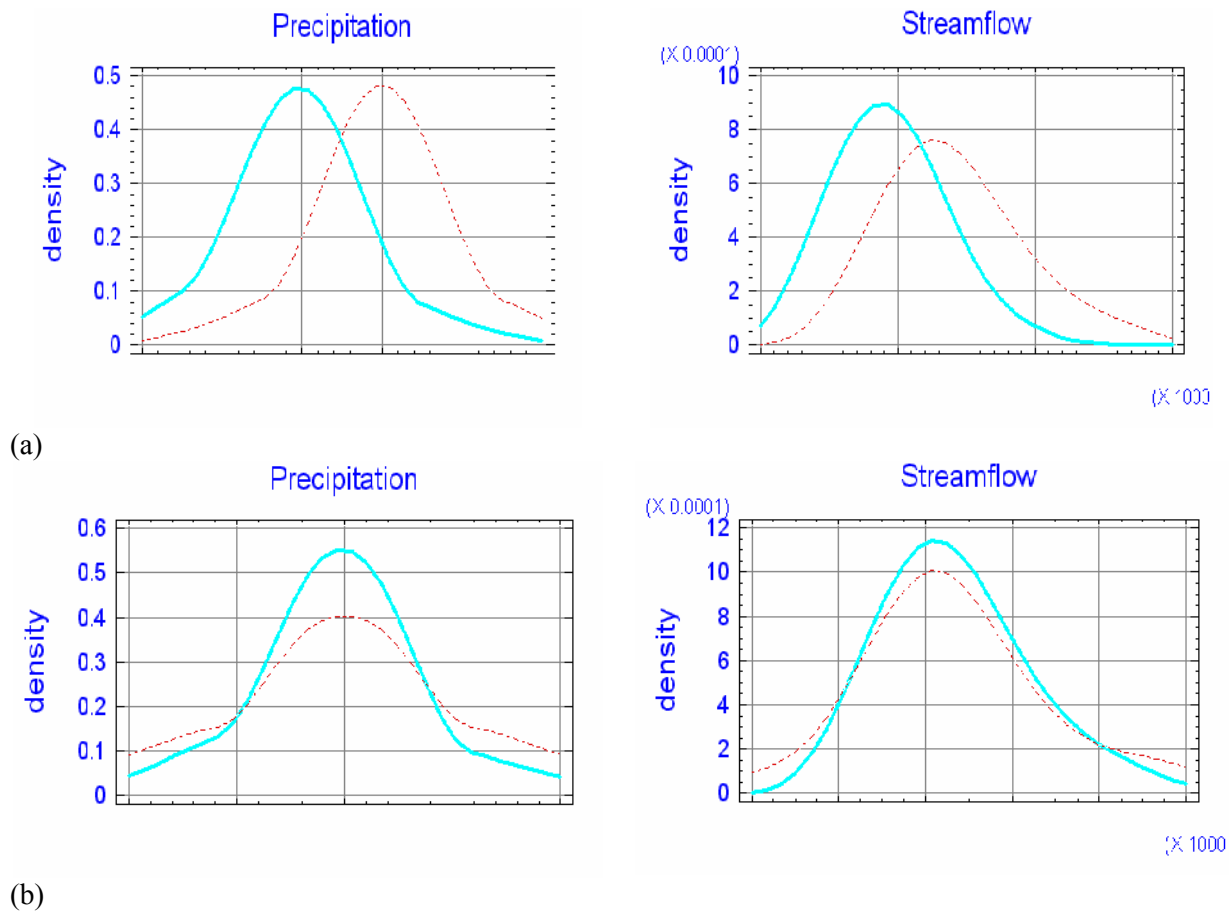 Precipitation
density
0.5
0.4
0.3
0.2
0.1
0
Streamflow
(X 0.0001)
density
10
8
6
4
2
0
(X 1000
(a)
Precipitation
density
0.6
0.5
0.4
0.3
0.2
0.1
0
Streamflow
(X 0.0001)
density
12
10
8
6
4
2
0
(X 1000
(b)